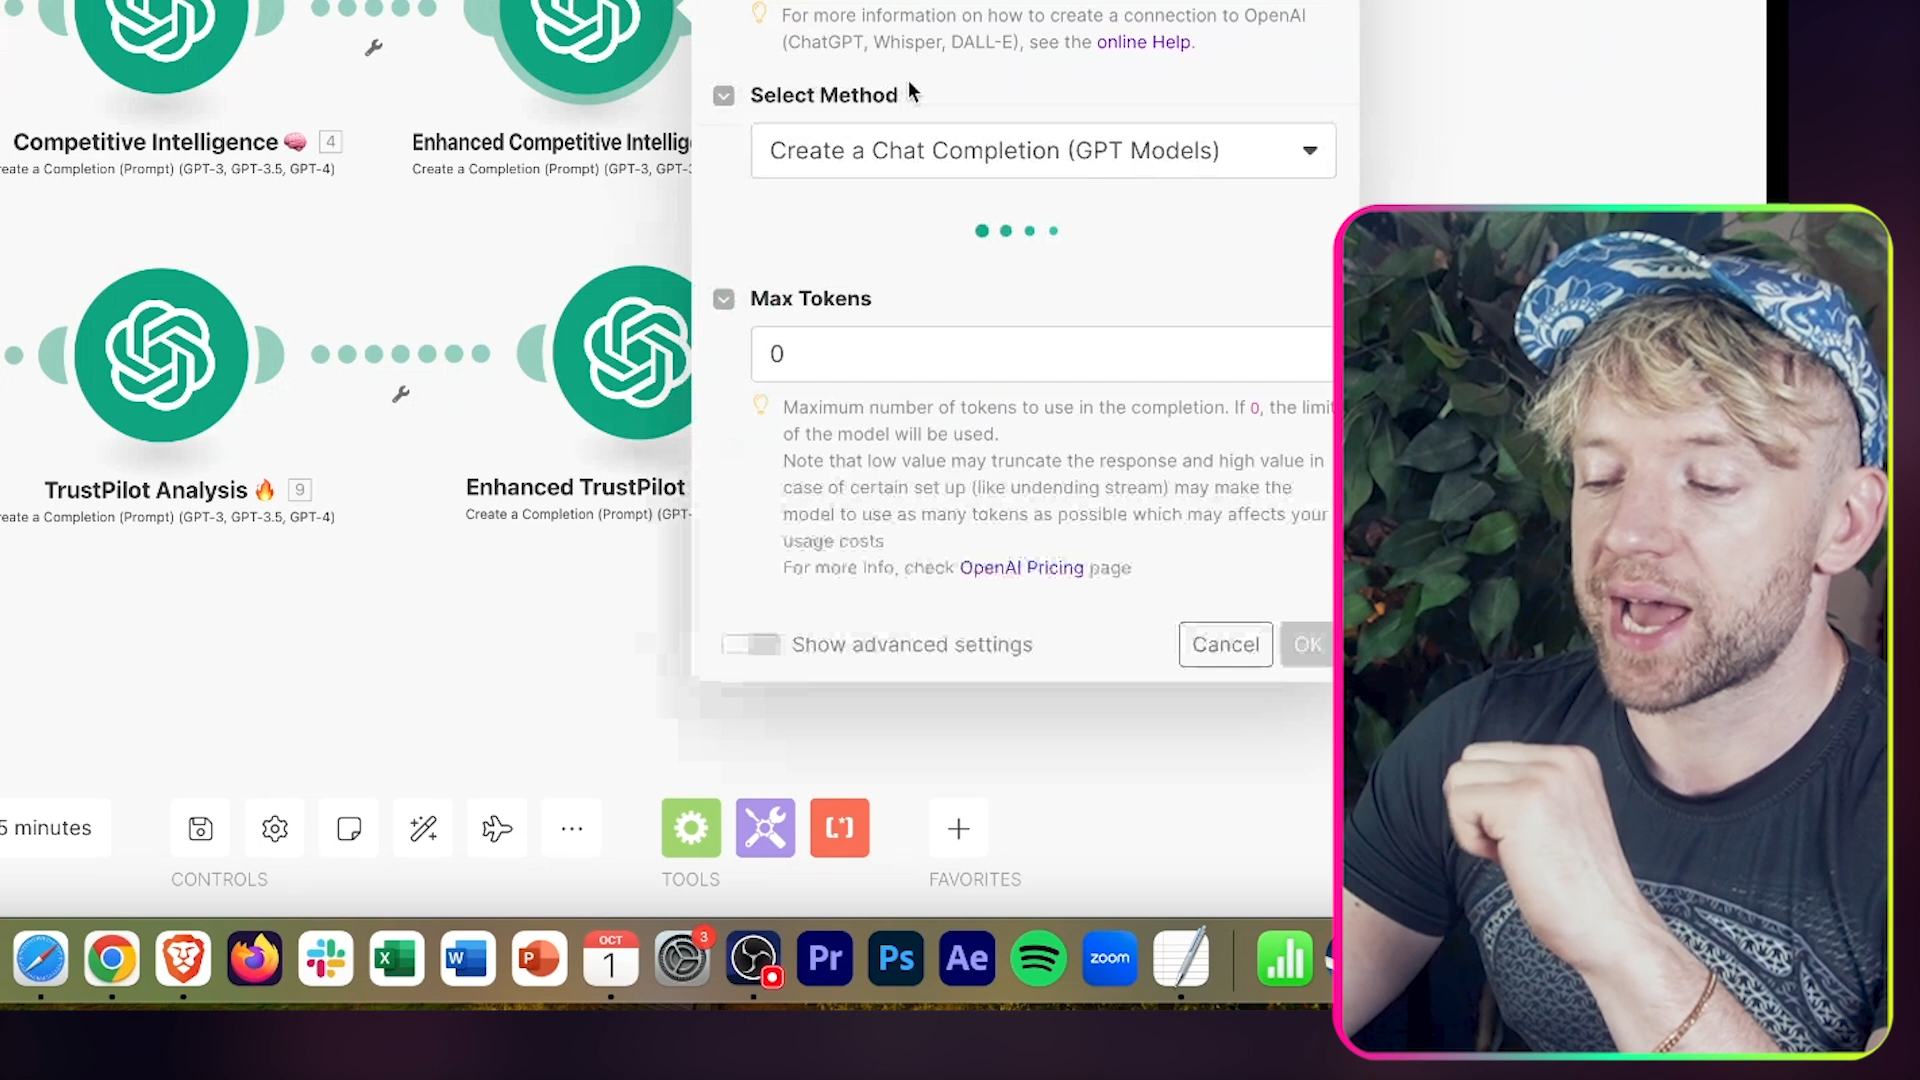 For more information on how to create a connection to OpenAI
(ChatGPT, Whisper, DALL-E), see the online Help.
Select Method
Create a Chat Completion (GPT Models)
Competitive Intelligence 🧠 4
eate a Completion (Prompt) (GPT-3, GPT-3.5, GPT-4)
Enhanced Competitive Intellig
Create a Completion (Prompt) (GPT-3, GPT-3
Max Tokens
0
Maximum number of tokens to use in the completion. If 0, the limit
of the model will be used.
Note that low value may truncate the response and high value in
case of certain set up (like undending stream) may make the
model to use as many tokens as possible which may affects your
usage costs
For more info, check OpenAI Pricing page
TrustPilot Analysis 🔥 9
eate a Completion (Prompt) (GPT-3, GPT-3.5, GPT-4)
Enhanced TrustPilot
Create a Completion (Prompt) (GPT-
Show advanced settings
Cancel
OK
5 minutes
[.*]
CONTROLS
TOOLS
FAVORITES
X
W
P
OCT
1
3
Pr
Ps
Ae
zoom